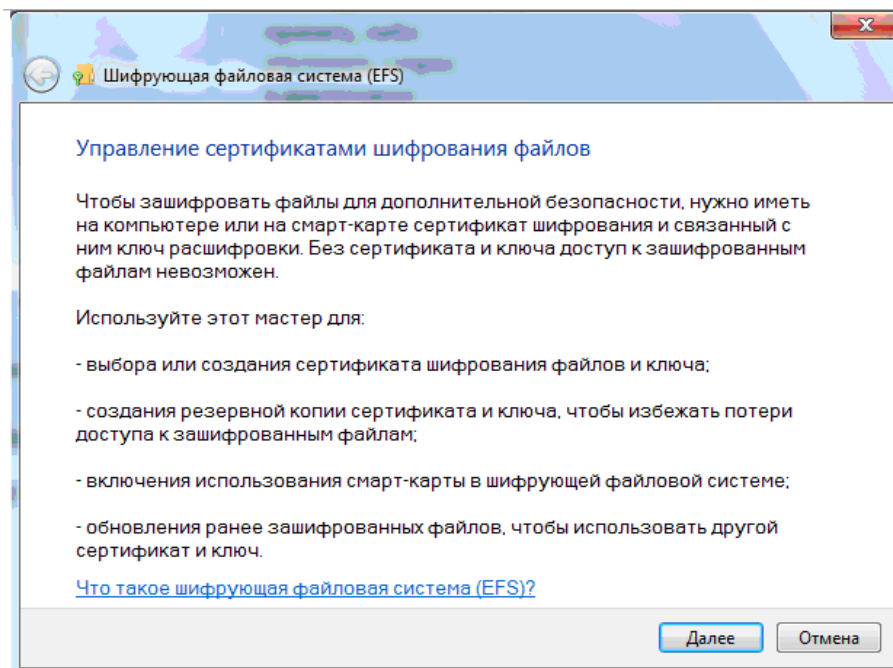 Шифрующая файловая система (EFS)
Управление сертификатами шифрования файлов
Чтобы зашифровать файлы для дополнительной безопасности, нужно иметь
на компьютере или на смарт-карте сертификат шифрования и связанный с
ним ключ расшифровки. Без сертификата и ключа доступ к зашифрованным
файлам невозможен.
Используйте этот мастер для:
- выбора или создания сертификата шифрования файлов и ключа;
- создания резервной копии сертификата и ключа, чтобы избежать потери
доступа к зашифрованным файлам;
- включения использования смарт-карты в шифрующей файловой системе;
- обновления ранее зашифрованных файлов, чтобы использовать другой
сертификат и ключ.
Что такое шифрующая файловая система (EFS)?
Далее
Отмена